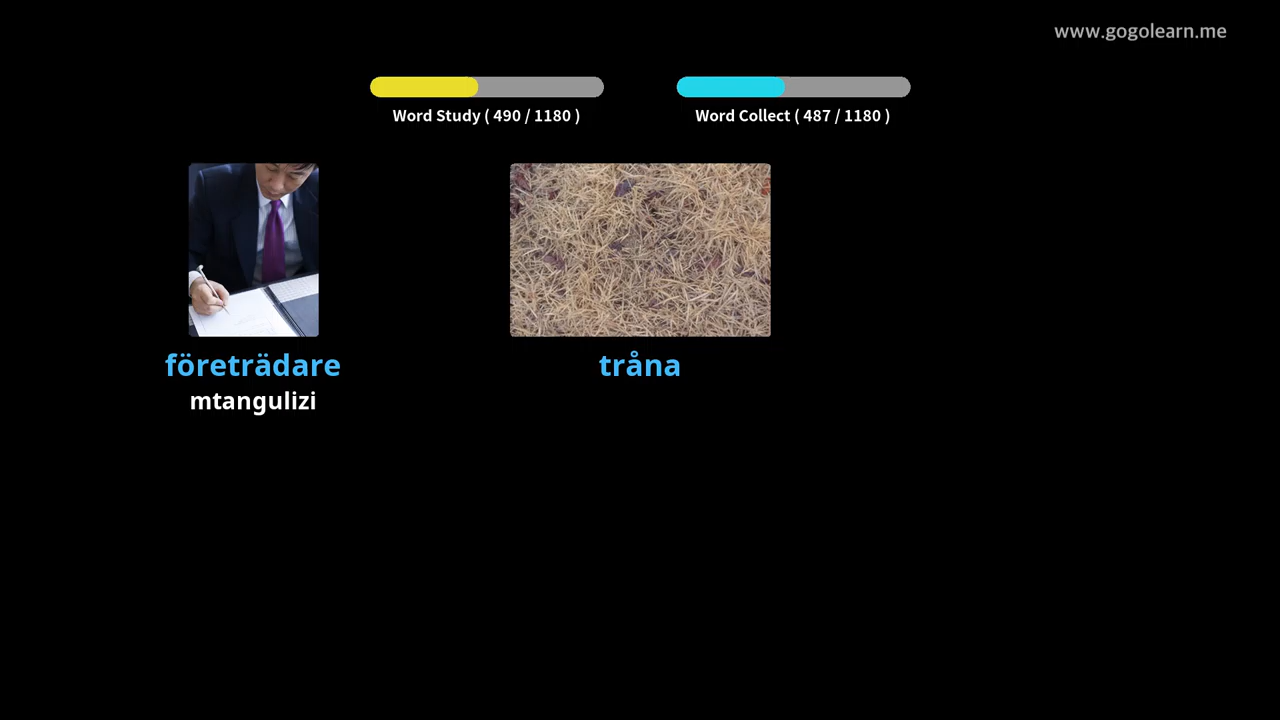 www.gogolearn.me
Word Study ( 490 / 1180 )
Word Collect ( 487 / 1180 )
företrädare
mtangulizi
tråna